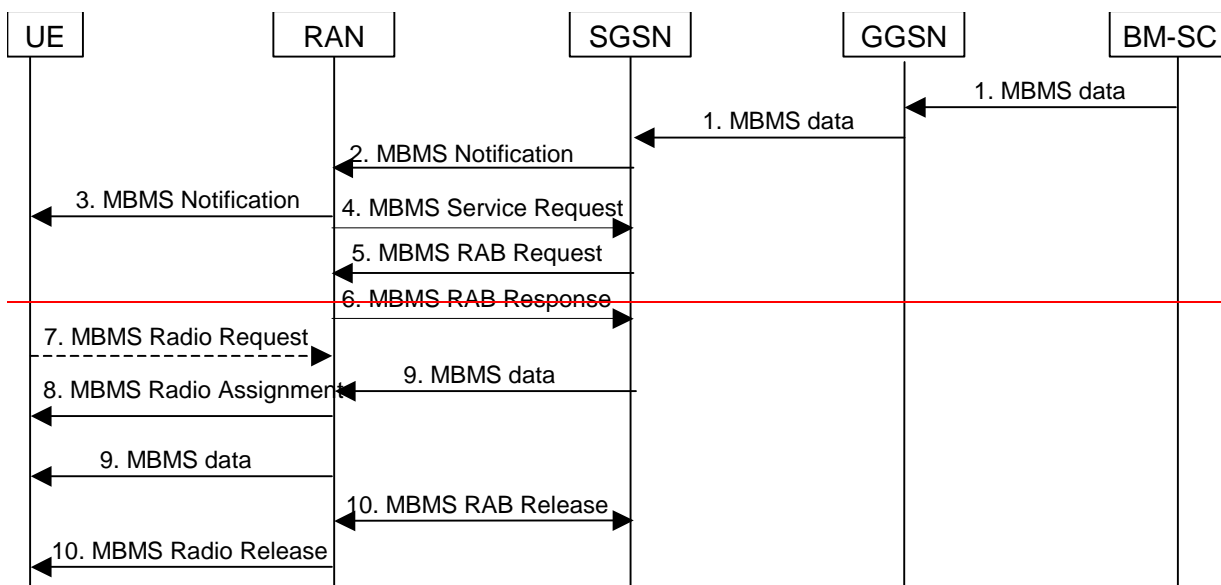 UE RAN SGSN GGSN BM-SC
1. MBMS data
1. MBMS data
2. MBMS Notification
3. MBMS Notification
4. MBMS Service Request
5. MBMS RAB Request
6. MBMS RAB Response
7. MBMS Radio Request
9. MBMS data
8. MBMS Radio Assignment
9. MBMS data
10. MBMS RAB Release
10. MBMS Radio Release